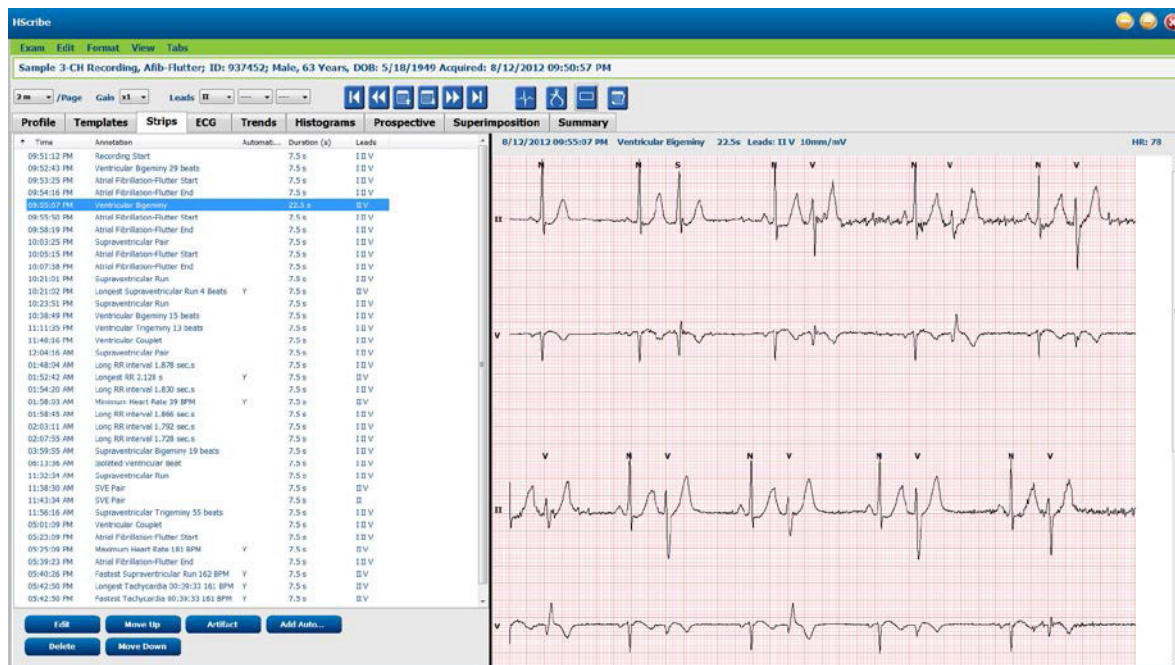 HScribe
Exam Edit Format View Tabs
Sample 3-CH Recording, Afib-Flutter; ID: 937452; Male, 63 Years, DOB: 5/18/1949 Acquired: 8/12/2012 09:50:57 PM
2m /Page Gain x1 Leads II --- ---
Profile Templates Strips ECG Trends Histograms Prospective Superimposition Summary
Time Annotation Automati... Duration (s) Leads
09:51:12 PM Recording Start 7.5 s I II V
09:52:43 PM Ventricular Bigeminy 29 beats 7.5 s I II V
09:53:25 PM Atrial Fibrillation-Flutter Start 7.5 s I II V
09:54:16 PM Atrial Fibrillation-Flutter End 7.5 s I II V
09:55:07 PM Ventricular Bigeminy 22.5 s II V
09:55:50 PM Atrial Fibrillation-Flutter Start 7.5 s I II V
09:58:19 PM Atrial Fibrillation-Flutter End 7.5 s I II V
10:03:25 PM Supraventricular Pair 7.5 s I II V
10:05:15 PM Atrial Fibrillation-Flutter Start 7.5 s I II V
10:07:38 PM Atrial Fibrillation-Flutter End 7.5 s I II V
10:21:01 PM Supraventricular Run 7.5 s I II V
10:21:02 PM Longest Supraventricular Run 4 Beats Y 7.5 s II V
10:23:51 PM Supraventricular Run 7.5 s I II V
10:38:49 PM Ventricular Bigeminy 15 beats 7.5 s I II V
11:11:35 PM Ventricular Trigeminy 13 beats 7.5 s I II V
11:40:16 PM Ventricular Couplet 7.5 s I II V
12:04:16 AM Supraventricular Pair 7.5 s I II V
01:48:04 AM Long RR interval 1.878 sec.s 7.5 s I II V
01:52:42 AM Longest RR 2.128 s Y 7.5 s II V
01:54:20 AM Long RR interval 1.830 sec.s 7.5 s I II V
01:58:03 AM Minimum Heart Rate 39 BPM Y 7.5 s II V
01:58:45 AM Long RR interval 1.866 sec.s 7.5 s I II V
02:03:11 AM Long RR interval 1.792 sec.s 7.5 s I II V
02:07:55 AM Long RR interval 1.728 sec.s 7.5 s I II V
03:59:55 AM Supraventricular Bigeminy 19 beats 7.5 s I II V
06:13:36 AM Isolated Ventricular Beat 7.5 s I II V
11:32:34 AM Supraventricular Run 7.5 s I II V
11:38:30 AM SVE Pair 7.5 s II V
11:43:34 AM SVE Pair 7.5 s II
11:56:16 AM Supraventricular Trigeminy 55 beats 7.5 s I II V
05:01:09 PM Ventricular Couplet 7.5 s I II V
05:23:09 PM Atrial Fibrillation-Flutter Start 7.5 s I II V
05:25:09 PM Maximum Heart Rate 181 BPM Y 7.5 s II V
05:39:23 PM Atrial Fibrillation-Flutter End 7.5 s I II V
05:40:26 PM Fastest Supraventricular Run 162 BPM Y 7.5 s II V
05:42:50 PM Longest Tachycardia 00:39:33 161 BPM Y 7.5 s II V
05:42:50 PM Fastest Tachycardia 00:39:33 161 BPM Y 7.5 s II V
Edit Move Up Artifact Add Auto...
Delete Move Down
8/12/2012 09:55:07 PM Ventricular Bigeminy 22.5s Leads: II V 10mm/mV HR: 78
N N S N V N V N V
II
V
V N V N V N V N V
II
V